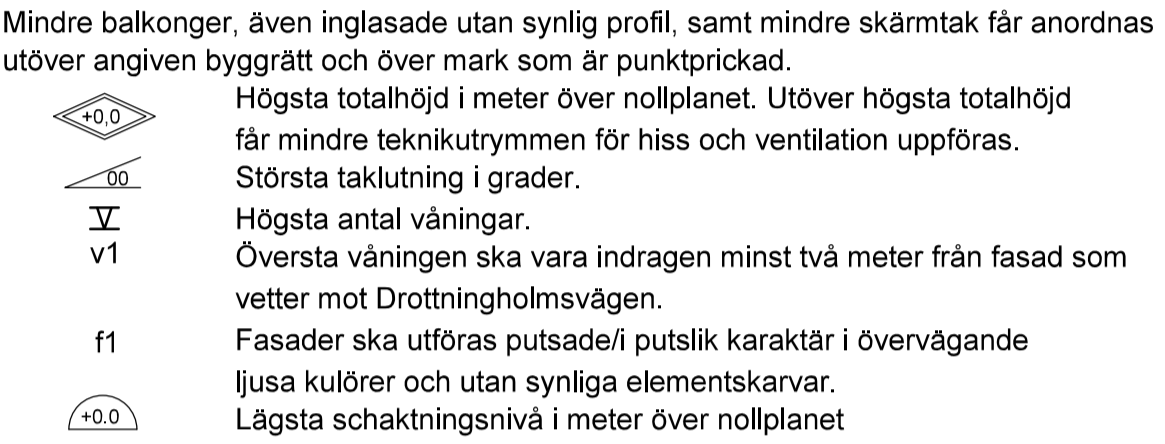 Mindre balkonger, även inglasade utan synlig profil, samt mindre skärmtak får anordnas
utöver angiven byggrätt och över mark som är punktprickad.
+0,0 Högsta totalhöjd i meter över nollplanet. Utöver högsta totalhöjd
får mindre teknikutrymmen för hiss och ventilation uppföras.
00 Största taklutning i grader.
V Högsta antal våningar.
v1 Översta våningen ska vara indragen minst två meter från fasad som
vetter mot Drottningholmsvägen.
f1 Fasader ska utföras putsade/i putslik karaktär i övervägande
ljusa kulörer och utan synliga elementskarvar.
+0.0 Lägsta schaktningsnivå i meter över nollplanet